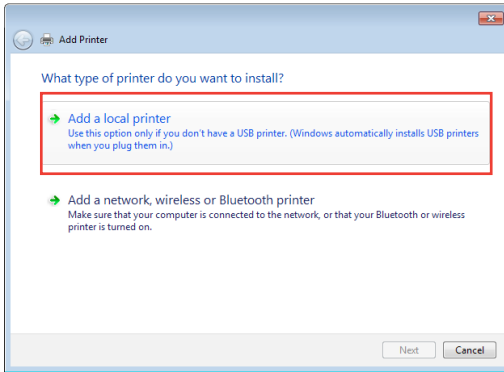 Add Printer
What type of printer do you want to install?
Add a local printer
Use this option only if you don't have a USB printer. (Windows automatically installs USB printers
when you plug them in.)
Add a network, wireless or Bluetooth printer
Make sure that your computer is connected to the network, or that your Bluetooth or wireless
printer is turned on.
Next Cancel